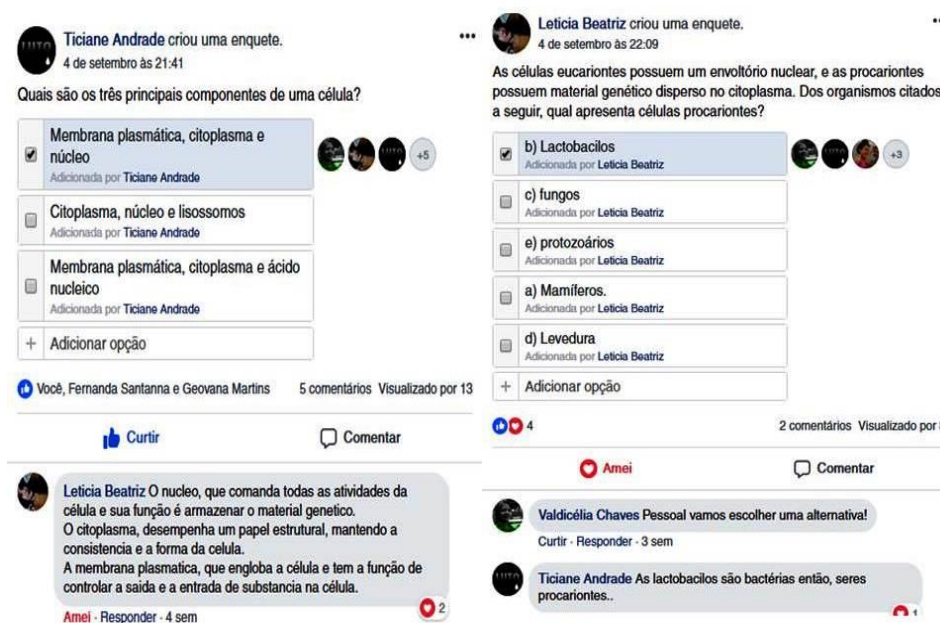 Ticiane Andrade criou uma enquete.
4 de setembro às 21:41
Quais são os três principais componentes de uma célula?
Membrana plasmática, citoplasma e
núcleo
Adicionada por Ticiane Andrade
+5
Citoplasma, núcleo e lisossomos
Adicionada por Ticiane Andrade
Membrana plasmática, citoplasma e ácido
nucleico
Adicionada por Ticiane Andrade
+ Adicionar opção
Você, Fernanda Santanna e Geovana Martins 5 comentários Visualizado por 13
Curtir Comentar
Leticia Beatriz O nucleo, que comanda todas as atividades da
célula e sua função é armazenar o material genetico.
O citoplasma, desempenha um papel estrutural, mantendo a
consistencia e a forma da celula.
A membrana plasmatica, que engloba a célula e tem a função de
controlar a saida e a entrada de substancia na célula.
2
Amei · Responder · 4 sem
Leticia Beatriz criou uma enquete.
4 de setembro às 22:09
As células eucariontes possuem um envoltório nuclear, e as procariontes
possuem material genético disperso no citoplasma. Dos organismos citados
a seguir, qual apresenta células procariontes?
b) Lactobacilos
Adicionada por Leticia Beatriz
+3
c) fungos
Adicionada por Leticia Beatriz
e) protozoários
Adicionada por Leticia Beatriz
a) Mamíferos.
Adicionada por Leticia Beatriz
d) Levedura
Adicionada por Leticia Beatriz
+ Adicionar opção
4 2 comentários Visualizado por
Amei Comentar
Valdicélia Chaves Pessoal vamos escolher uma alternativa!
Curtir · Responder · 3 sem
LUTO
Ticiane Andrade As lactobacilos são bactérias então, seres
procariontes..
1